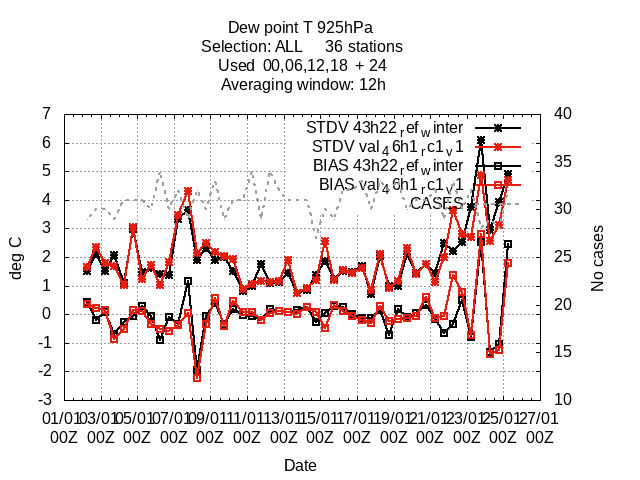 Dew point T 925hPa
Selection: ALL 36 stations
Used 00,06,12,18 + 24
Averaging window: 12h
STDV 43h22refwinter
STDV val46h1rc1v1
BIAS 43h22refwinter
BIAS val46h1rc1v1
CASES
deg C
7
6
5
4
3
2
1
0
-1
-2
-3
No cases
40
35
30
25
20
15
10
01/01 03/01 05/01 07/01 09/01 11/01 13/01 15/01 17/01 19/01 21/01 23/01 25/01 27/01
00Z 00Z 00Z 00Z 00Z 00Z 00Z 00Z 00Z 00Z 00Z 00Z 00Z 00Z
Date